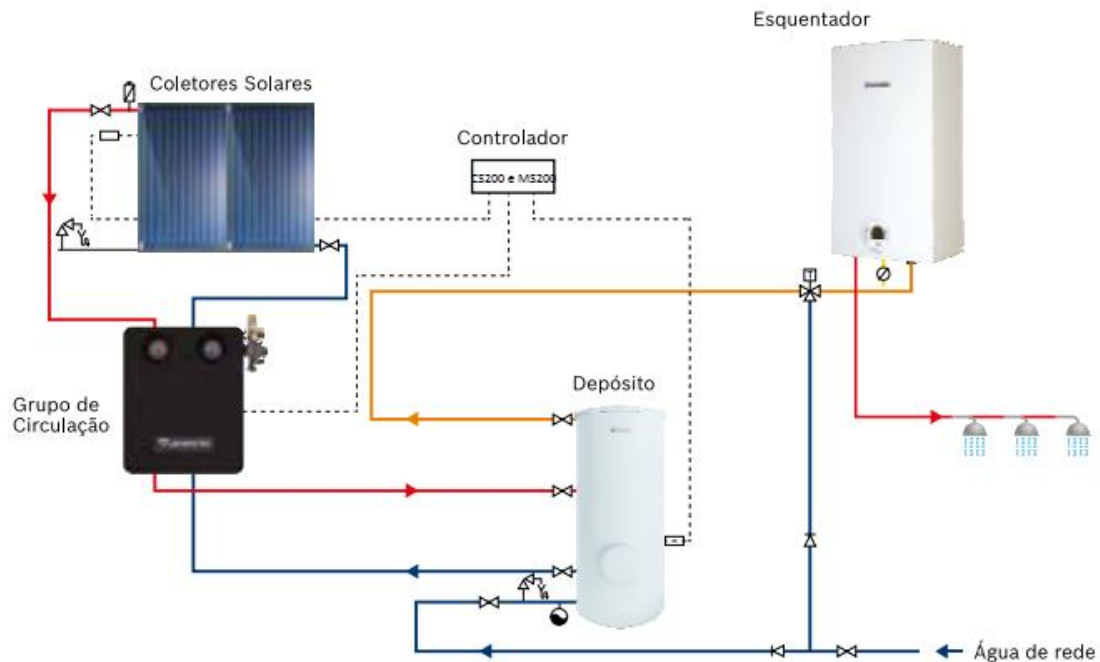 Esquentador
Coletores Solares
Controlador
CS200 e MS200
T
Depósito
Grupo de
Circulação
Água de rede